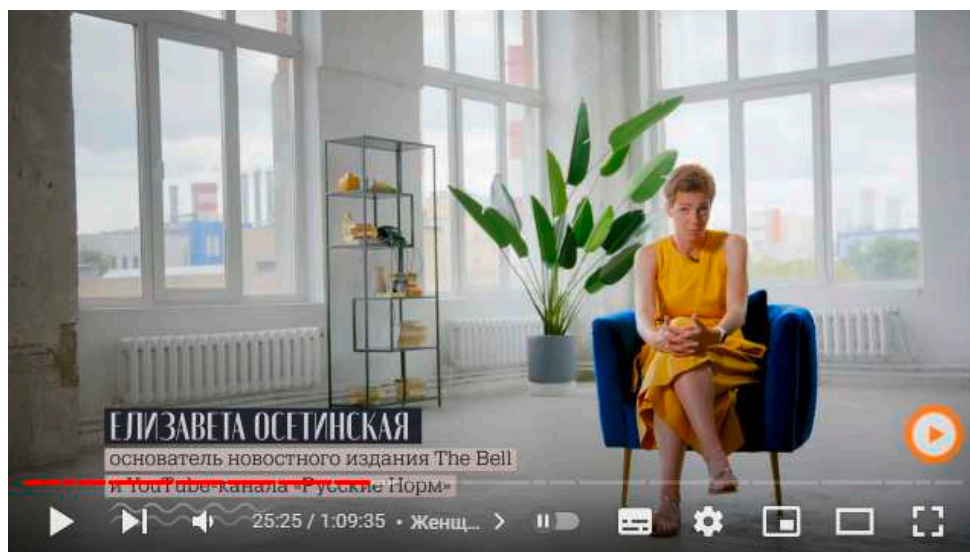 ЕЛИЗАВЕТА ОСЕТИНСКАЯ
основатель новостного издания The Bell
и YouTube-канала «Русские Норм»
25:25 / 1:09:35 • Женщ...